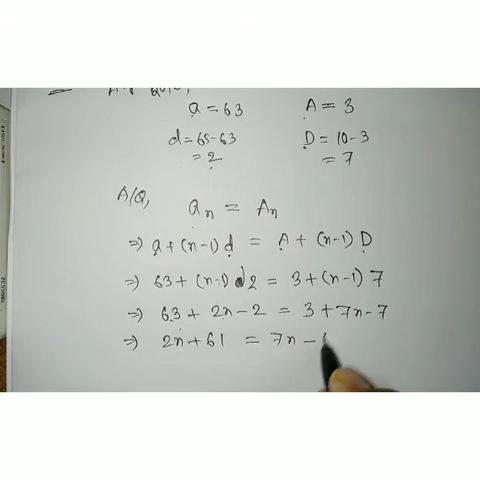 a = 63 A = 3
d = 65-63 D = 10-3
= 2 = 7
A/Q,
aₙ = Aₙ
⇒ a + (n-1) d = A + (n-1) D
⇒ 63 + (n-1) 2 = 3 + (n-1) 7
⇒ 63 + 2n - 2 = 3 + 7n - 7
⇒ 2n + 61 = 7n -